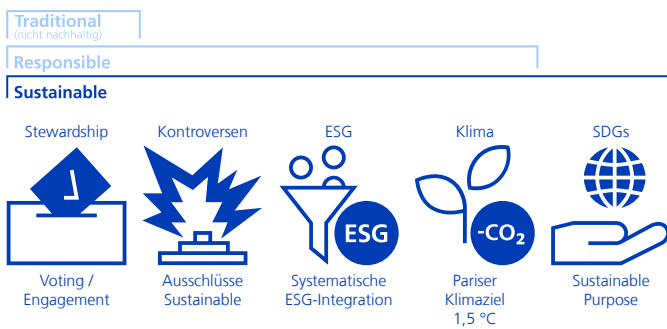 Traditional
(nicht nachhaltig)
Responsible
Sustainable
Stewardship
Kontroversen
ESG
Klima
SDGs
ESG
-CO₂
Voting /
Engagement
Ausschlüsse
Sustainable
Systematische
ESG-Integration
Pariser
Klimaziel
1,5 °C
Sustainable
Purpose